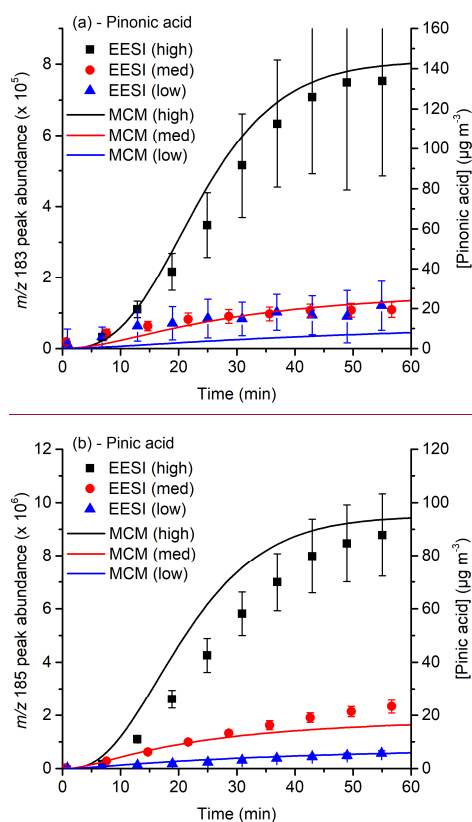 (a) - Pinonic acid
EESI (high)
EESI (med)
EESI (low)
MCM (high)
MCM (med)
MCM (low)
m/z 183 peak abundance (x 10⁵)
8
6
4
2
0
160
140
120
100
80
60
40
20
0
[Pinonic acid] (µg m⁻³)
0 10 20 30 40 50 60
Time (min)
(b) - Pinic acid
EESI (high)
EESI (med)
EESI (low)
MCM (high)
MCM (med)
MCM (low)
m/z 185 peak abundance (x 10⁶)
12
10
8
6
4
2
0
120
100
80
60
40
20
0
[Pinic acid] (µg m⁻³)
0 10 20 30 40 50 60
Time (min)